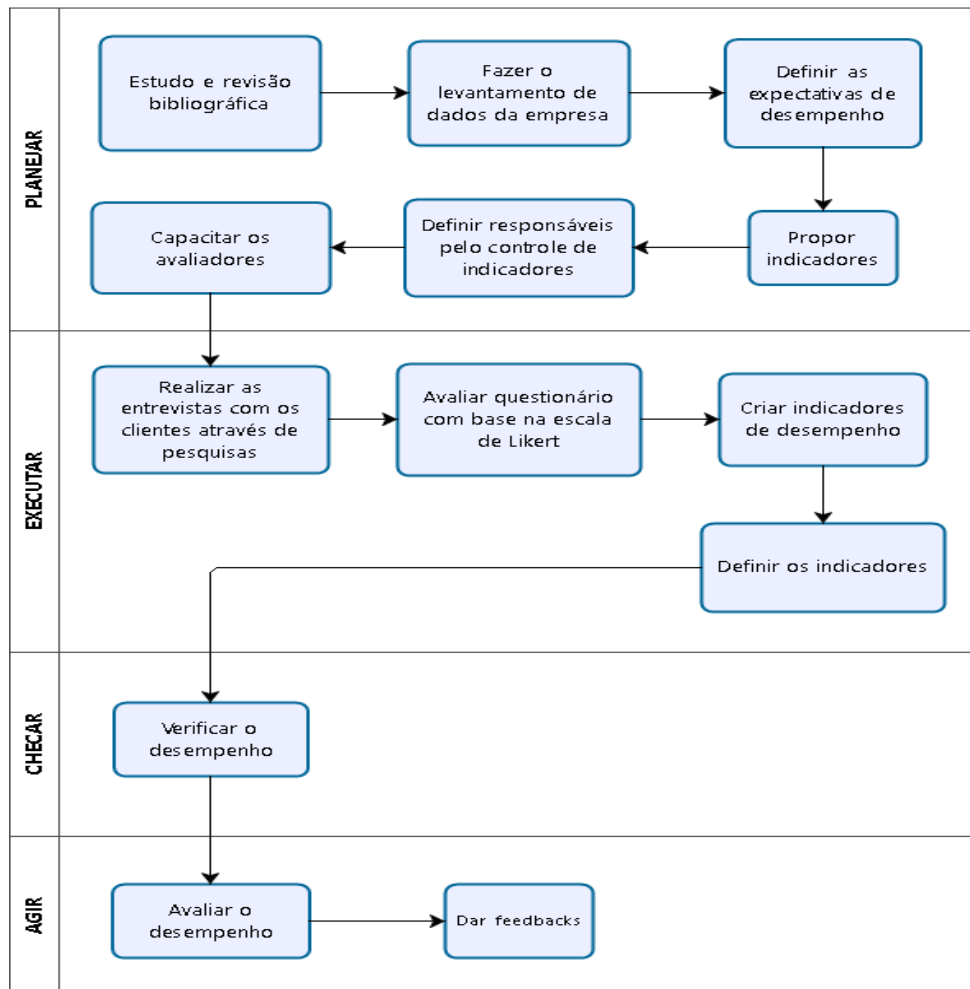 PLANEJAR
Estudo e revisão
bibliográfica
Fazer o
levantamento de
dados da empresa
Definir as
expectativas de
desempenho
Propor
indicadores
Definir responsáveis
pelo controle de
indicadores
Capacitar os
avaliadores
EXECUTAR
Realizar as
entrevistas com os
clientes através de
pesquisas
Avaliar questionário
com base na escala
de Likert
Criar indicadores
de desempenho
Definir os indicadores
CHECAR
Verificar o
desempenho
AGIR
Avaliar o
desempenho
Dar feedbacks